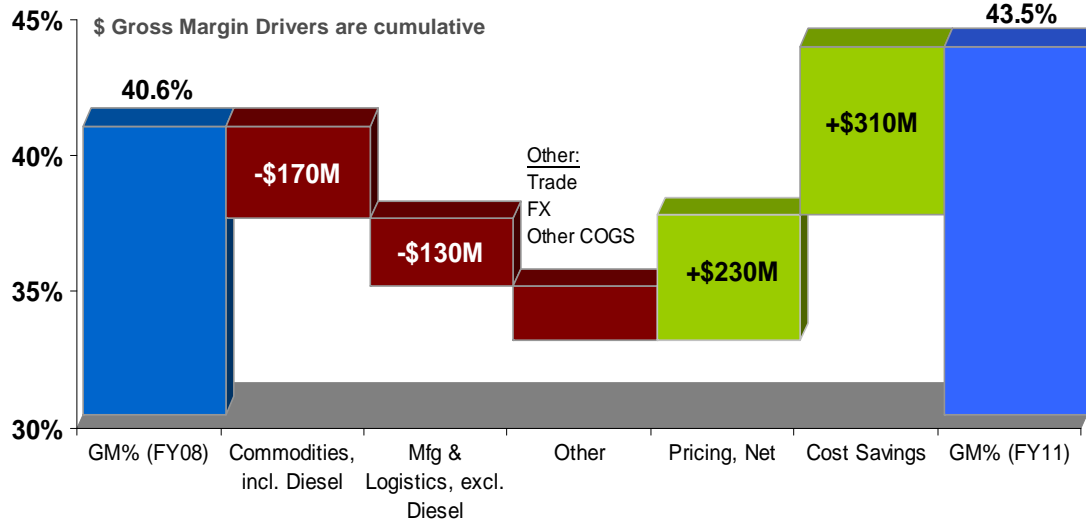 $ Gross Margin Drivers are cumulative
45%
40%
35%
30%
40.6%
43.5%
-$170M
-$130M
Other:
Trade
FX
Other COGS
+$230M
+$310M
GM% (FY08)
Commodities,
incl. Diesel
Mfg &
Logistics, excl.
Diesel
Other
Pricing, Net
Cost Savings
GM% (FY11)